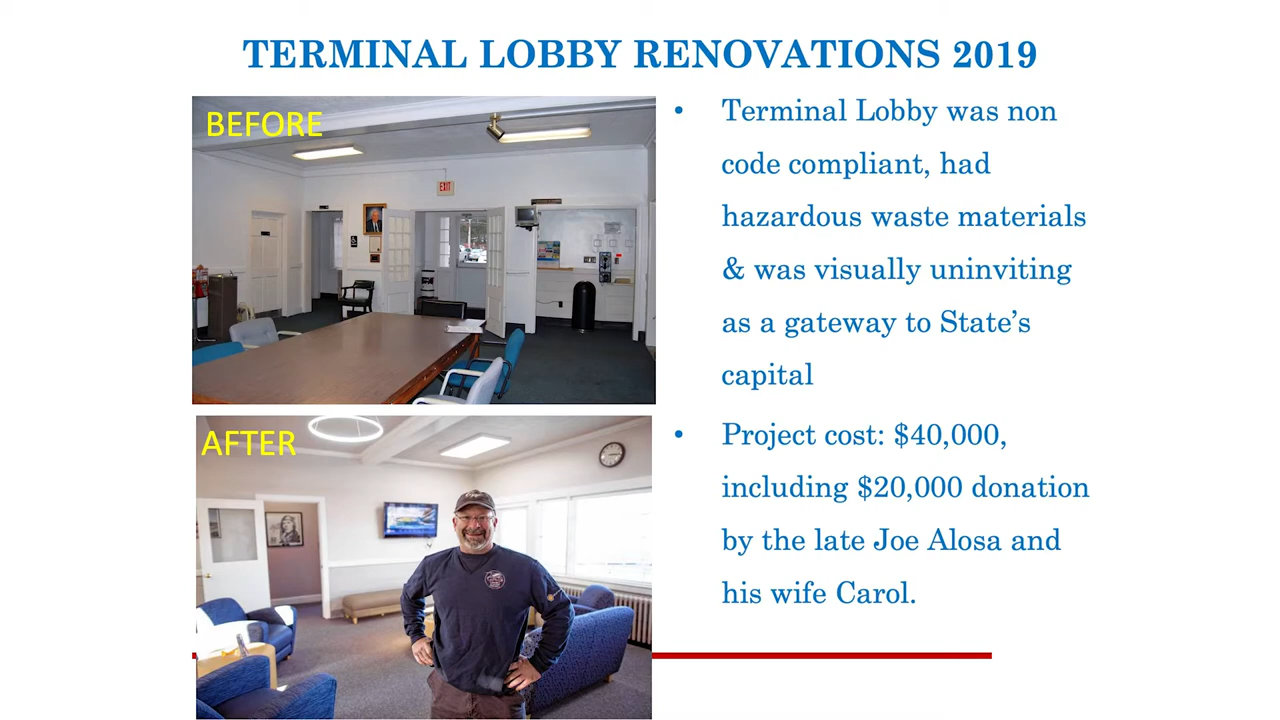 TERMINAL LOBBY RENOVATIONS 2019
BEFORE
EXIT
AFTER
• Terminal Lobby was non
code compliant, had
hazardous waste materials
& was visually uninviting
as a gateway to State’s
capital
• Project cost: $40,000,
including $20,000 donation
by the late Joe Alosa and
his wife Carol.